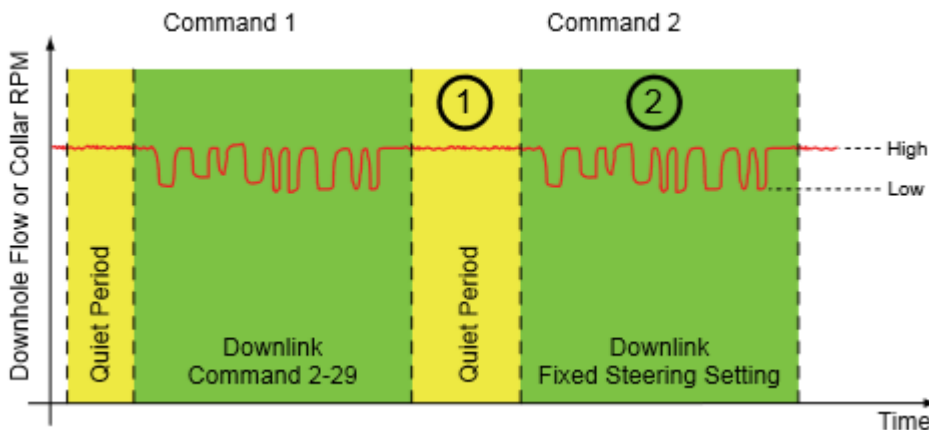 Command 1
Command 2
Downhole Flow or Collar RPM
1
2
High
Low
Quiet Period
Downlink
Command 2-29
Quiet Period
Downlink
Fixed Steering Setting
Time